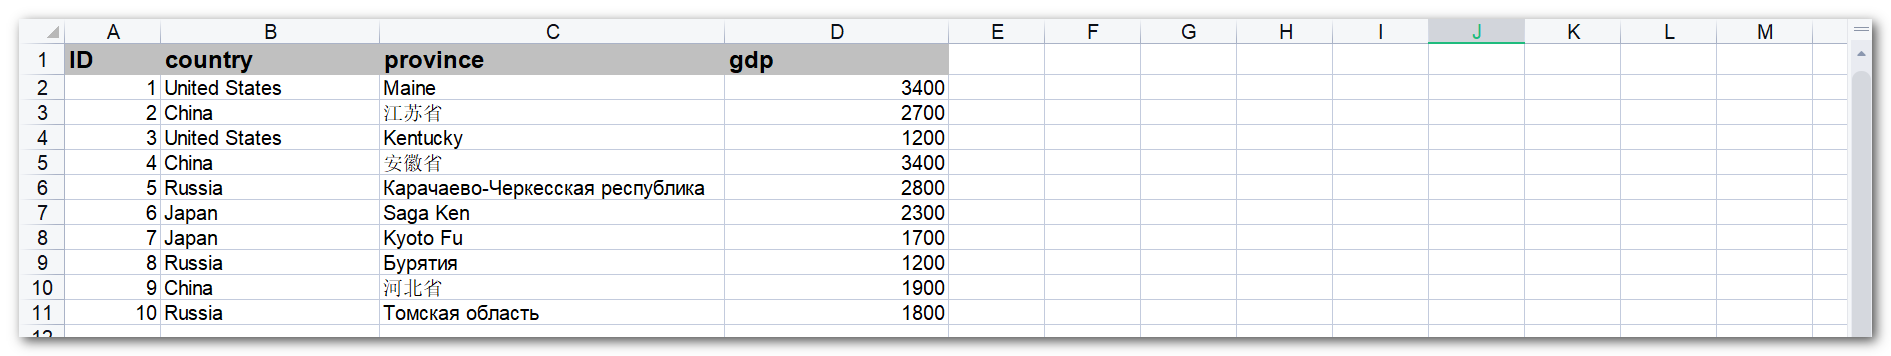 A B C D E F G H I J K L M
1 ID country province gdp
2 1 United States Maine 3400
3 2 China 江苏省 2700
4 3 United States Kentucky 1200
5 4 China 安徽省 3400
6 5 Russia Карачаево-Черкесская республика 2800
7 6 Japan Saga Ken 2300
8 7 Japan Kyoto Fu 1700
9 8 Russia Бурятия 1200
10 9 China 河北省 1900
11 10 Russia Томская область 1800
12